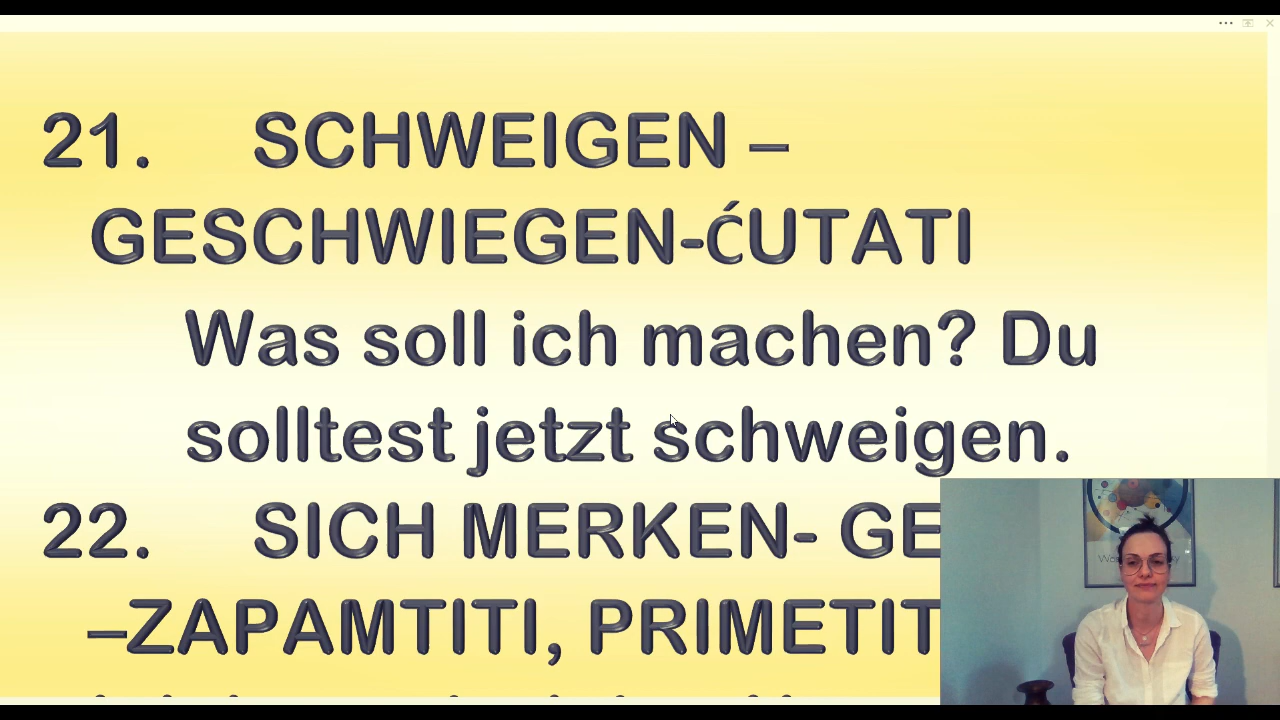 21. SCHWEIGEN –
GESCHWIEGEN-ĆUTATI
Was soll ich machen? Du
solltest jetzt schweigen.
22. SICH MERKEN- GE
–ZAPAMTITI, PRIMETIT